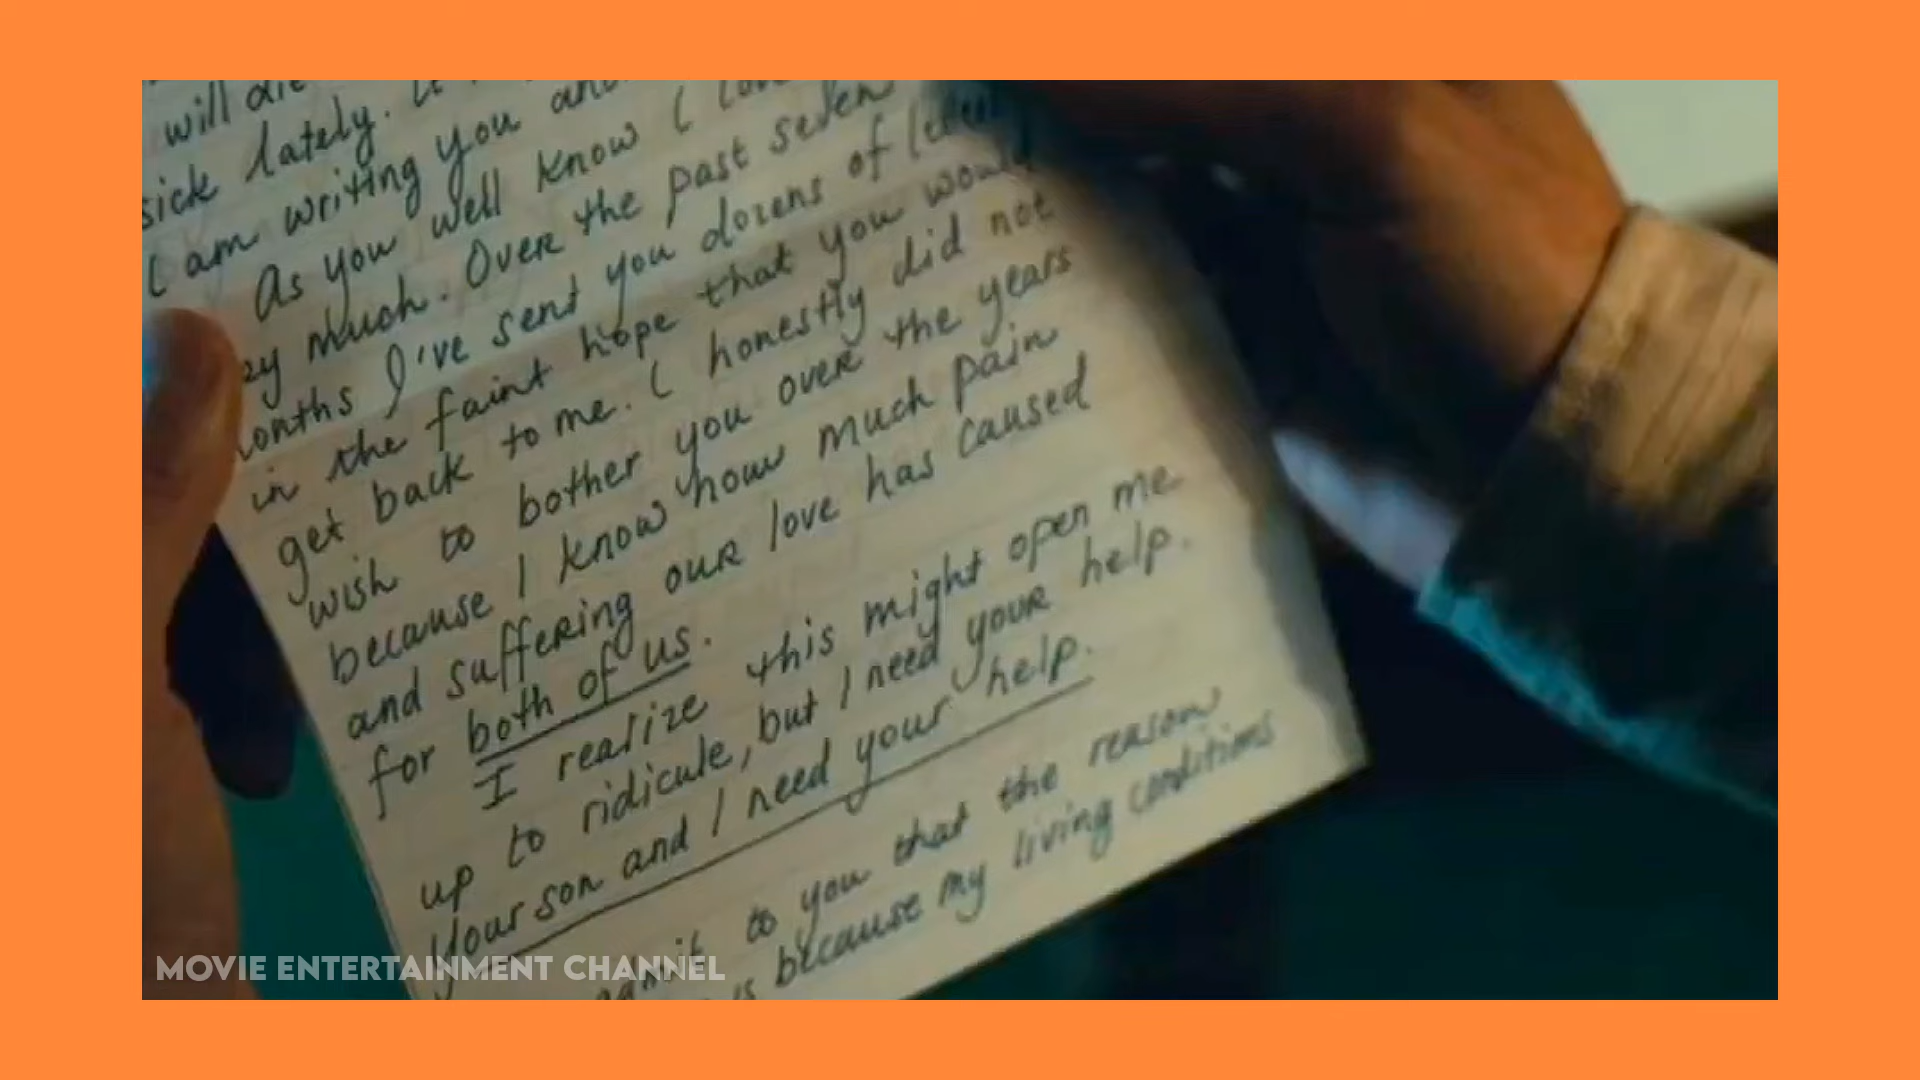 will die
sick lately.
I am writing you and
As you well know I love
much. Over the past seven
I've sent you dozens of
in the faint hope that you would
get back to me. I honestly did not
wish to bother you over the years
because I know how much pain
and suffering our love has caused
for both of us.
I realize this might open me
up to ridicule, but I need your help.
Your son and I need your help.
admit to you that the reason
is because my living conditions
MOVIE ENTERTAINMENT CHANNEL